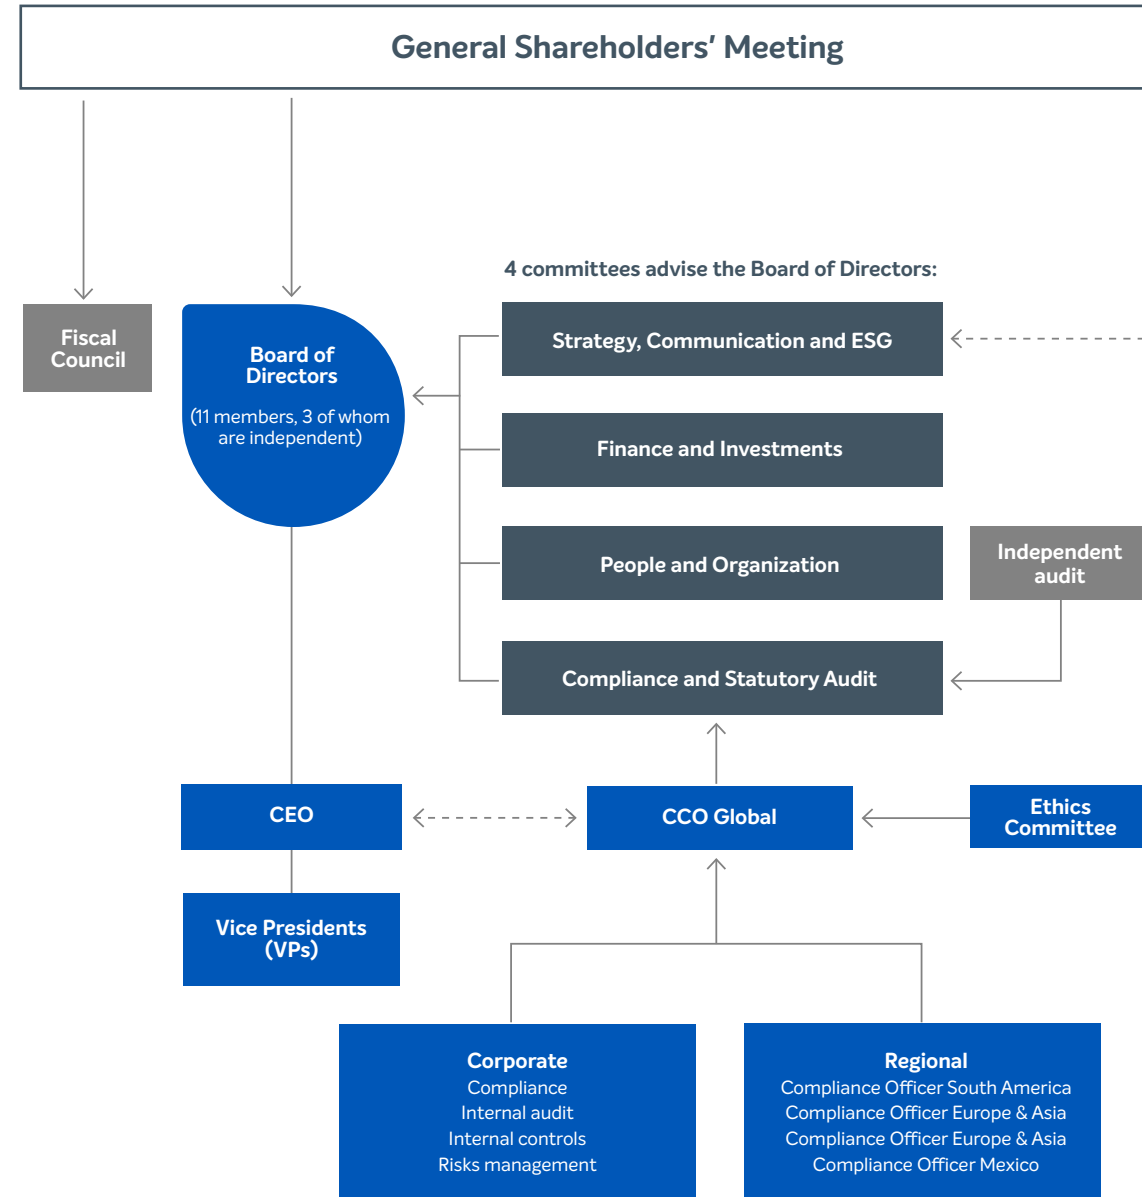 General Shareholders' Meeting
4 committees advise the Board of Directors:
Fiscal
Council
Board of
Directors
(11 members, 3 of whom
are independent)
Strategy, Communication and ESG
Finance and Investments
People and Organization
Independent
audit
Compliance and Statutory Audit
CEO
CCO Global
Ethics
Committee
Vice Presidents
(VPs)
Corporate
Compliance
Internal audit
Internal controls
Risks management
Regional
Compliance Officer South America
Compliance Officer Europe & Asia
Compliance Officer Europe & Asia
Compliance Officer Mexico